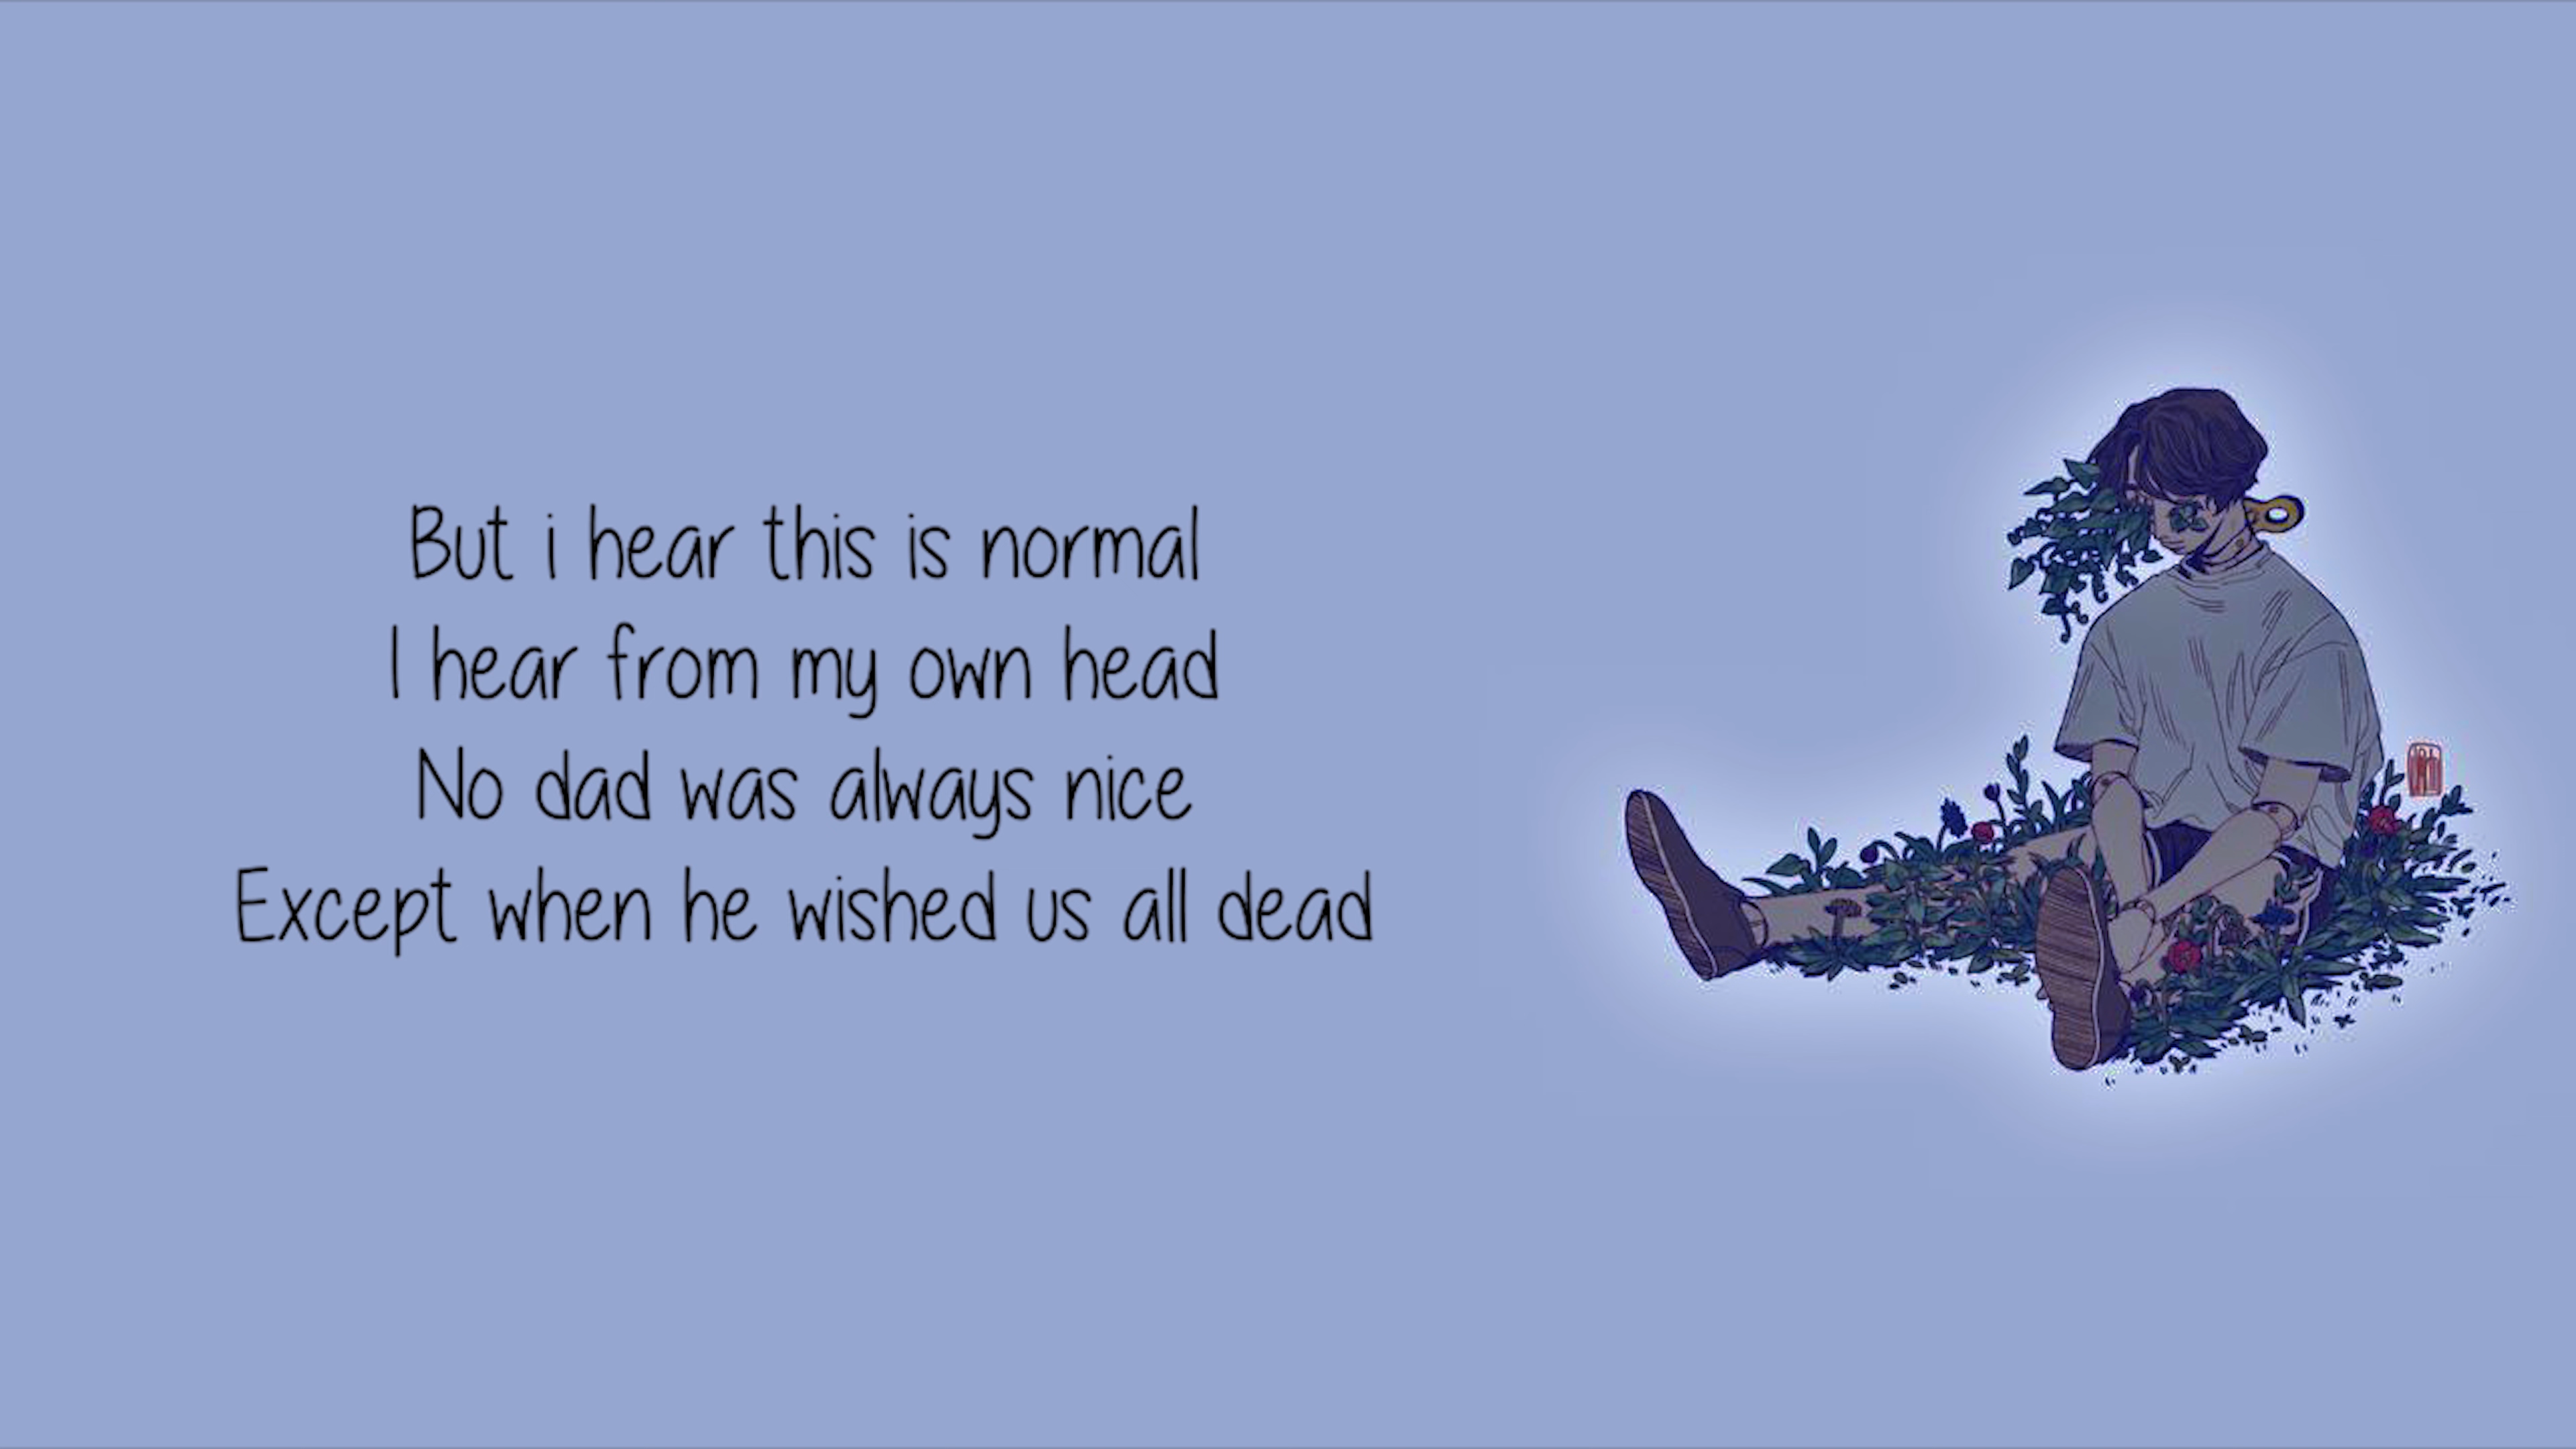 But i hear this is normal
I hear from my own head
No dad was always nice
Except when he wished us all dead